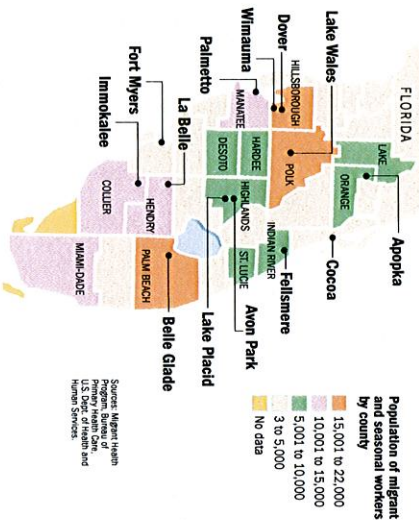 Population of migrant
and seasonal workers
by county
15,001 to 22,000
10,001 to 15,000
5,001 to 10,000
3 to 5,000
No data
FLORIDA
Apopka
Cocoa
Fellsmere
Avon Park
Lake Placid
Belle Glade
Lake Wales
Dover
Wimauma
Palmetto
Fort Myers
La Belle
Immokalee
LAKE
ORANGE
HILLSBOROUGH
POLK
MANATEE
HARDEE
DESOTO
HIGHLANDS
INDIAN RIVER
ST. LUCIE
HENDRY
COLLIER
PALM BEACH
MIAMI-DADE
Sources: Migrant Health
Program, Bureau of
Primary Health Care,
U.S. Dept. of Health and
Human Services.